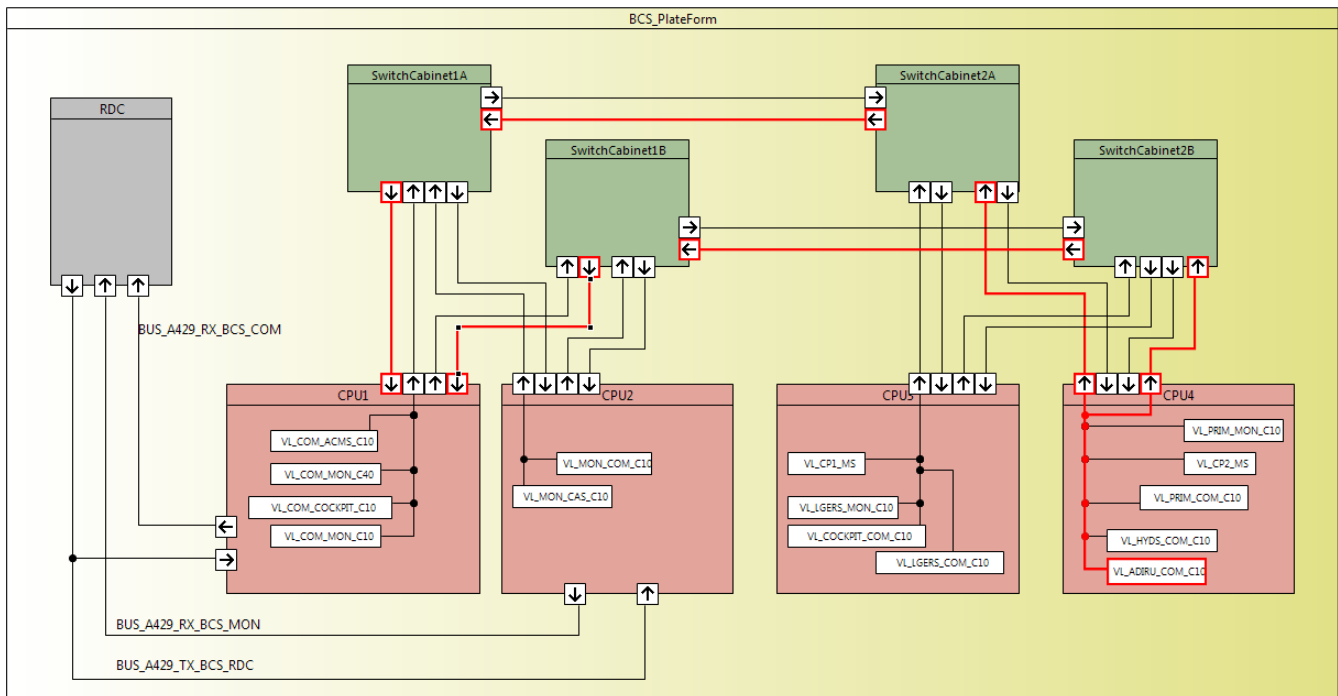 BCS_PlateForm
SwitchCabinet1A
SwitchCabinet2A
RDC
SwitchCabinet1B
SwitchCabinet2B
BUS_A429_RX_BCS_COM
CPU1
CPU2
CPU3
CPU4
VL_COM_ACMS_C10
VL_COM_MON_C40
VL_COM_COCKPIT_C10
VL_COM_MON_C10
VL_MON_COM_C10
VL_MON_CAS_C10
VL_CP1_MS
VL_LGERS_MON_C10
VL_COCKPIT_COM_C10
VL_LGERS_COM_C10
VL_PRIM_MON_C10
VL_CP2_MS
VL_PRIM_COM_C10
VL_HYDS_COM_C10
VL_ADIRU_COM_C10
BUS_A429_RX_BCS_MON
BUS_A429_TX_BCS_RDC